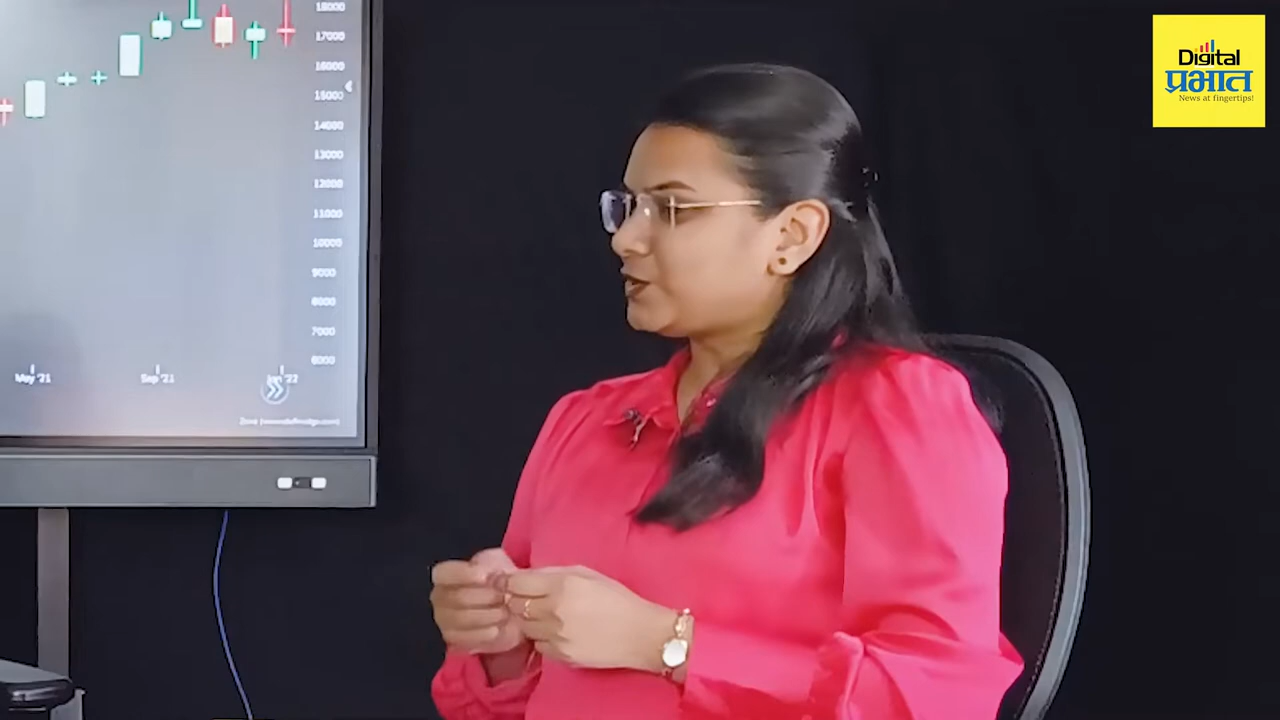 18000
17000
16000
15000
14000
13000
12000
11000
10000
9000
8000
7000
6000
May '21
Sep '21
'22
Digital
प्रभात
News at fingertips!